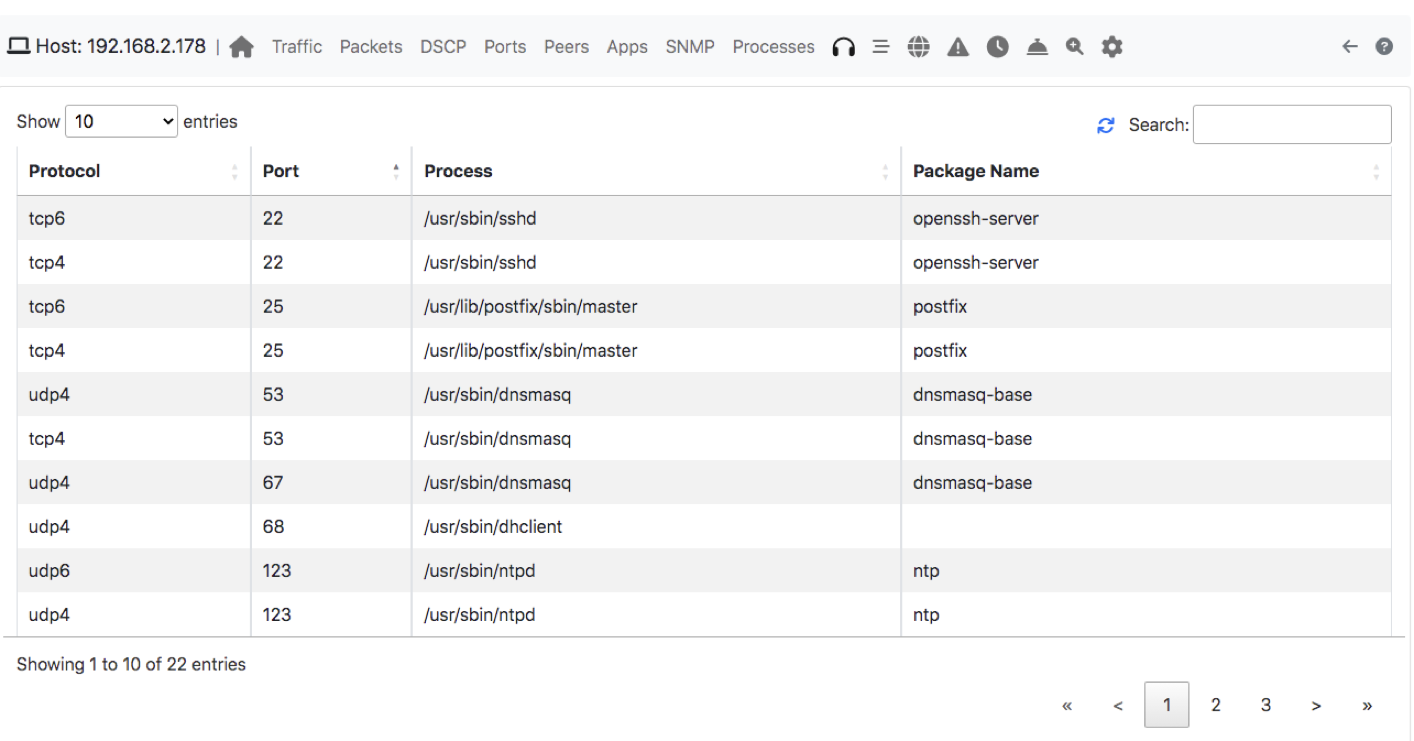 Host: 192.168.2.178 | Traffic Packets DSCP Ports Peers Apps SNMP Processes
Show 10 entries Search:
Protocol Port Process Package Name
tcp6 22 /usr/sbin/sshd openssh-server
tcp4 22 /usr/sbin/sshd openssh-server
tcp6 25 /usr/lib/postfix/sbin/master postfix
tcp4 25 /usr/lib/postfix/sbin/master postfix
udp4 53 /usr/sbin/dnsmasq dnsmasq-base
tcp4 53 /usr/sbin/dnsmasq dnsmasq-base
udp4 67 /usr/sbin/dnsmasq dnsmasq-base
udp4 68 /usr/sbin/dhclient
udp6 123 /usr/sbin/ntpd ntp
udp4 123 /usr/sbin/ntpd ntp
Showing 1 to 10 of 22 entries
« < 1 2 3 > »